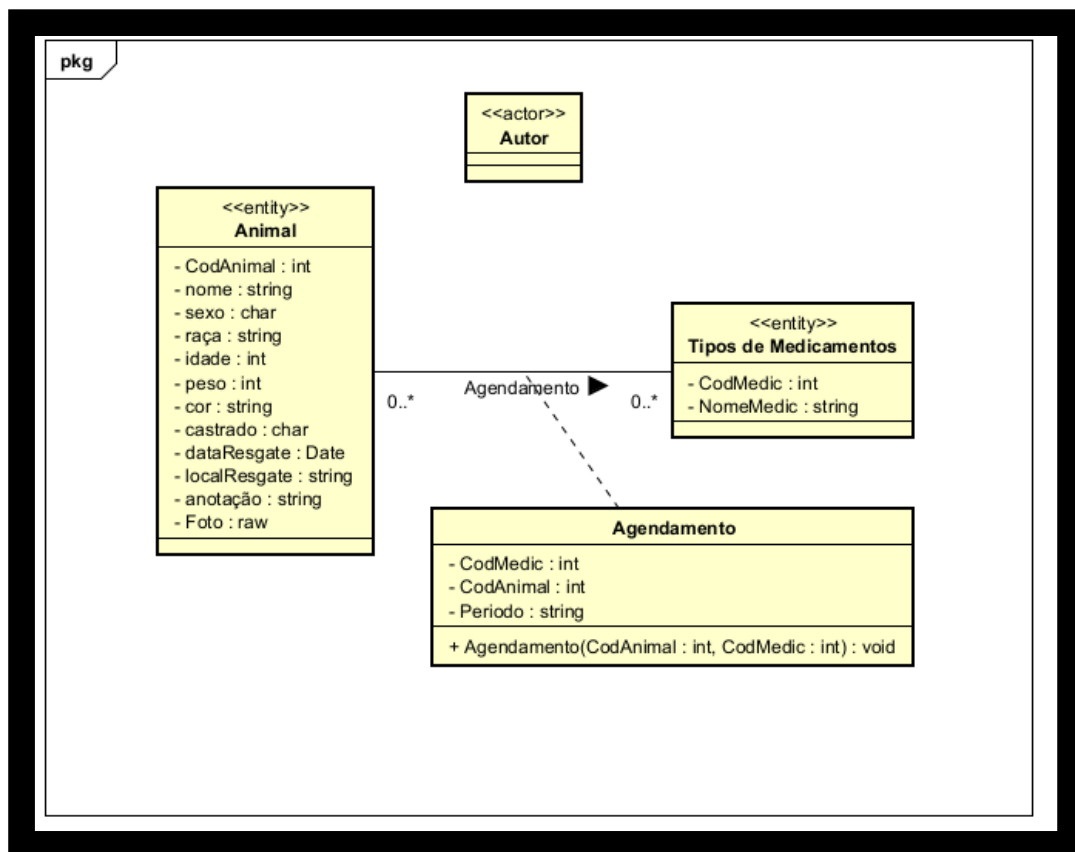 pkg
<<actor>>
Autor
<<entity>>
Animal
- CodAnimal : int
- nome : string
- sexo : char
- raça : string
- idade : int
- peso : int
- cor : string
- castrado : char
- dataResgate : Date
- localResgate : string
- anotação : string
- Foto : raw
0..*
Agendamento
0..*
<<entity>>
Tipos de Medicamentos
- CodMedic : int
- NomeMedic : string
Agendamento
- CodMedic : int
- CodAnimal : int
- Periodo : string
+ Agendamento(CodAnimal : int, CodMedic : int) : void